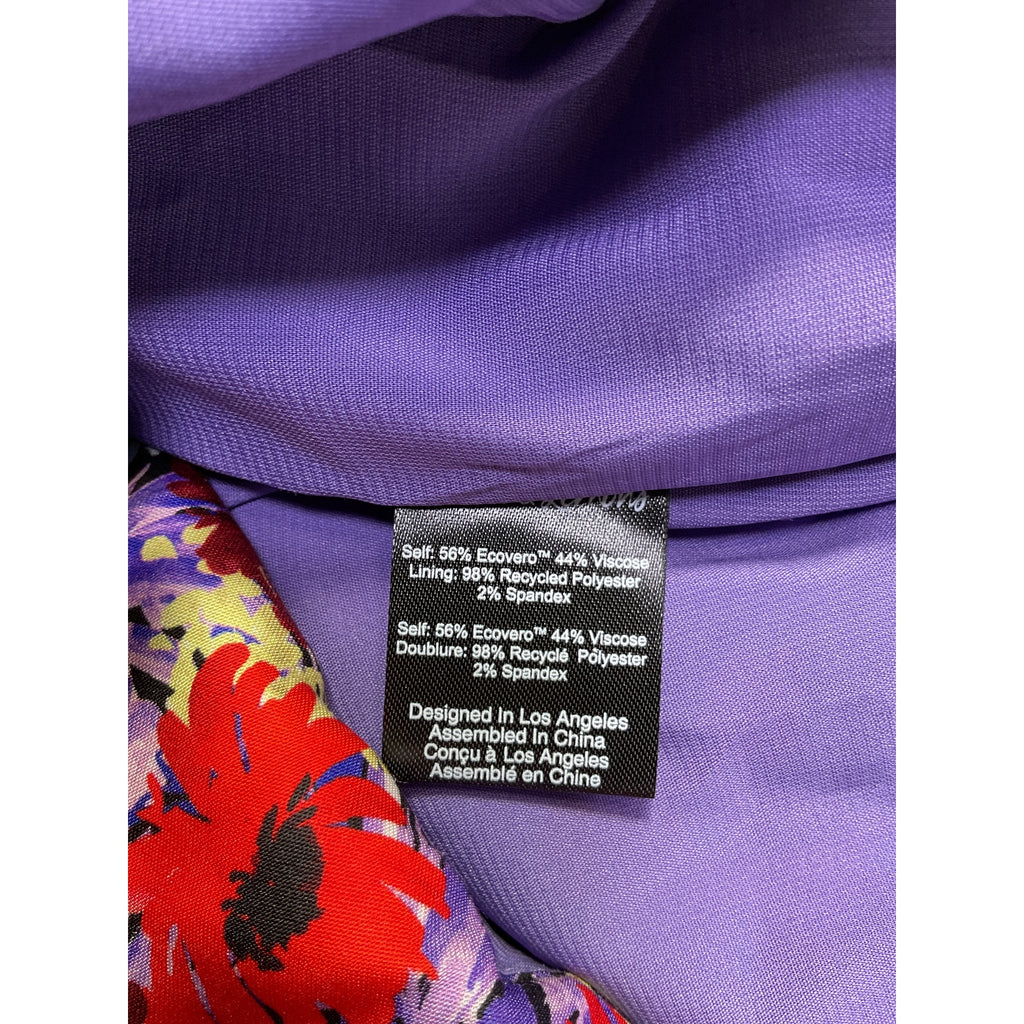 Self: 56% Ecovero™ 44% Viscose
Lining: 98% Recycled Polyester
2% Spandex
Self: 56% Ecovero™ 44% Viscose
Doublure: 98% Recyclé Polyester
2% Spandex
Designed In Los Angeles
Assembled In China
Conçu à Los Angeles
Assemblé en Chine